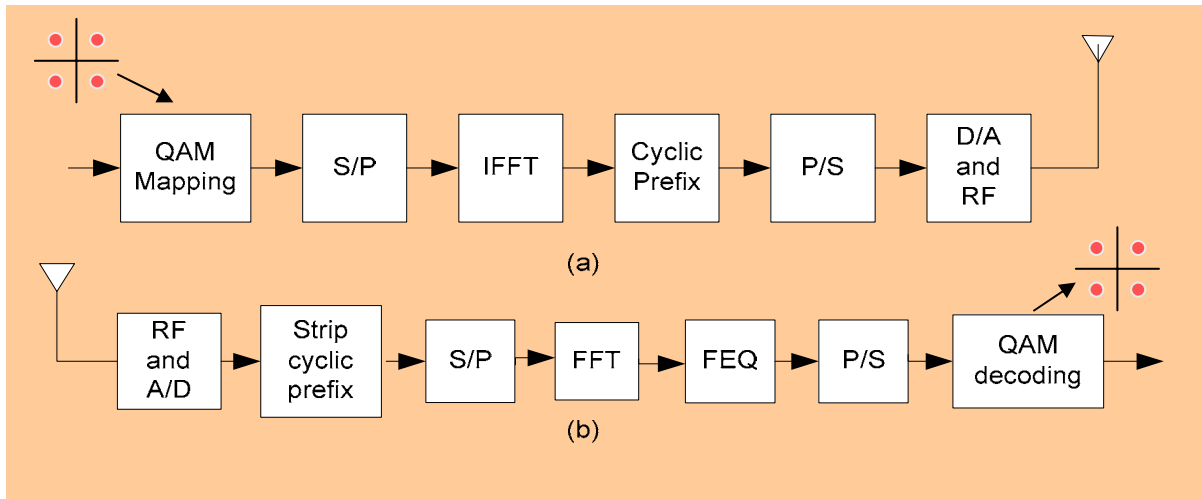 QAM
Mapping
S/P
IFFT
Cyclic
Prefix
P/S
D/A
and
RF
(a)
RF
and
A/D
Strip
cyclic
prefix
S/P
FFT
FEQ
P/S
QAM
decoding
(b)